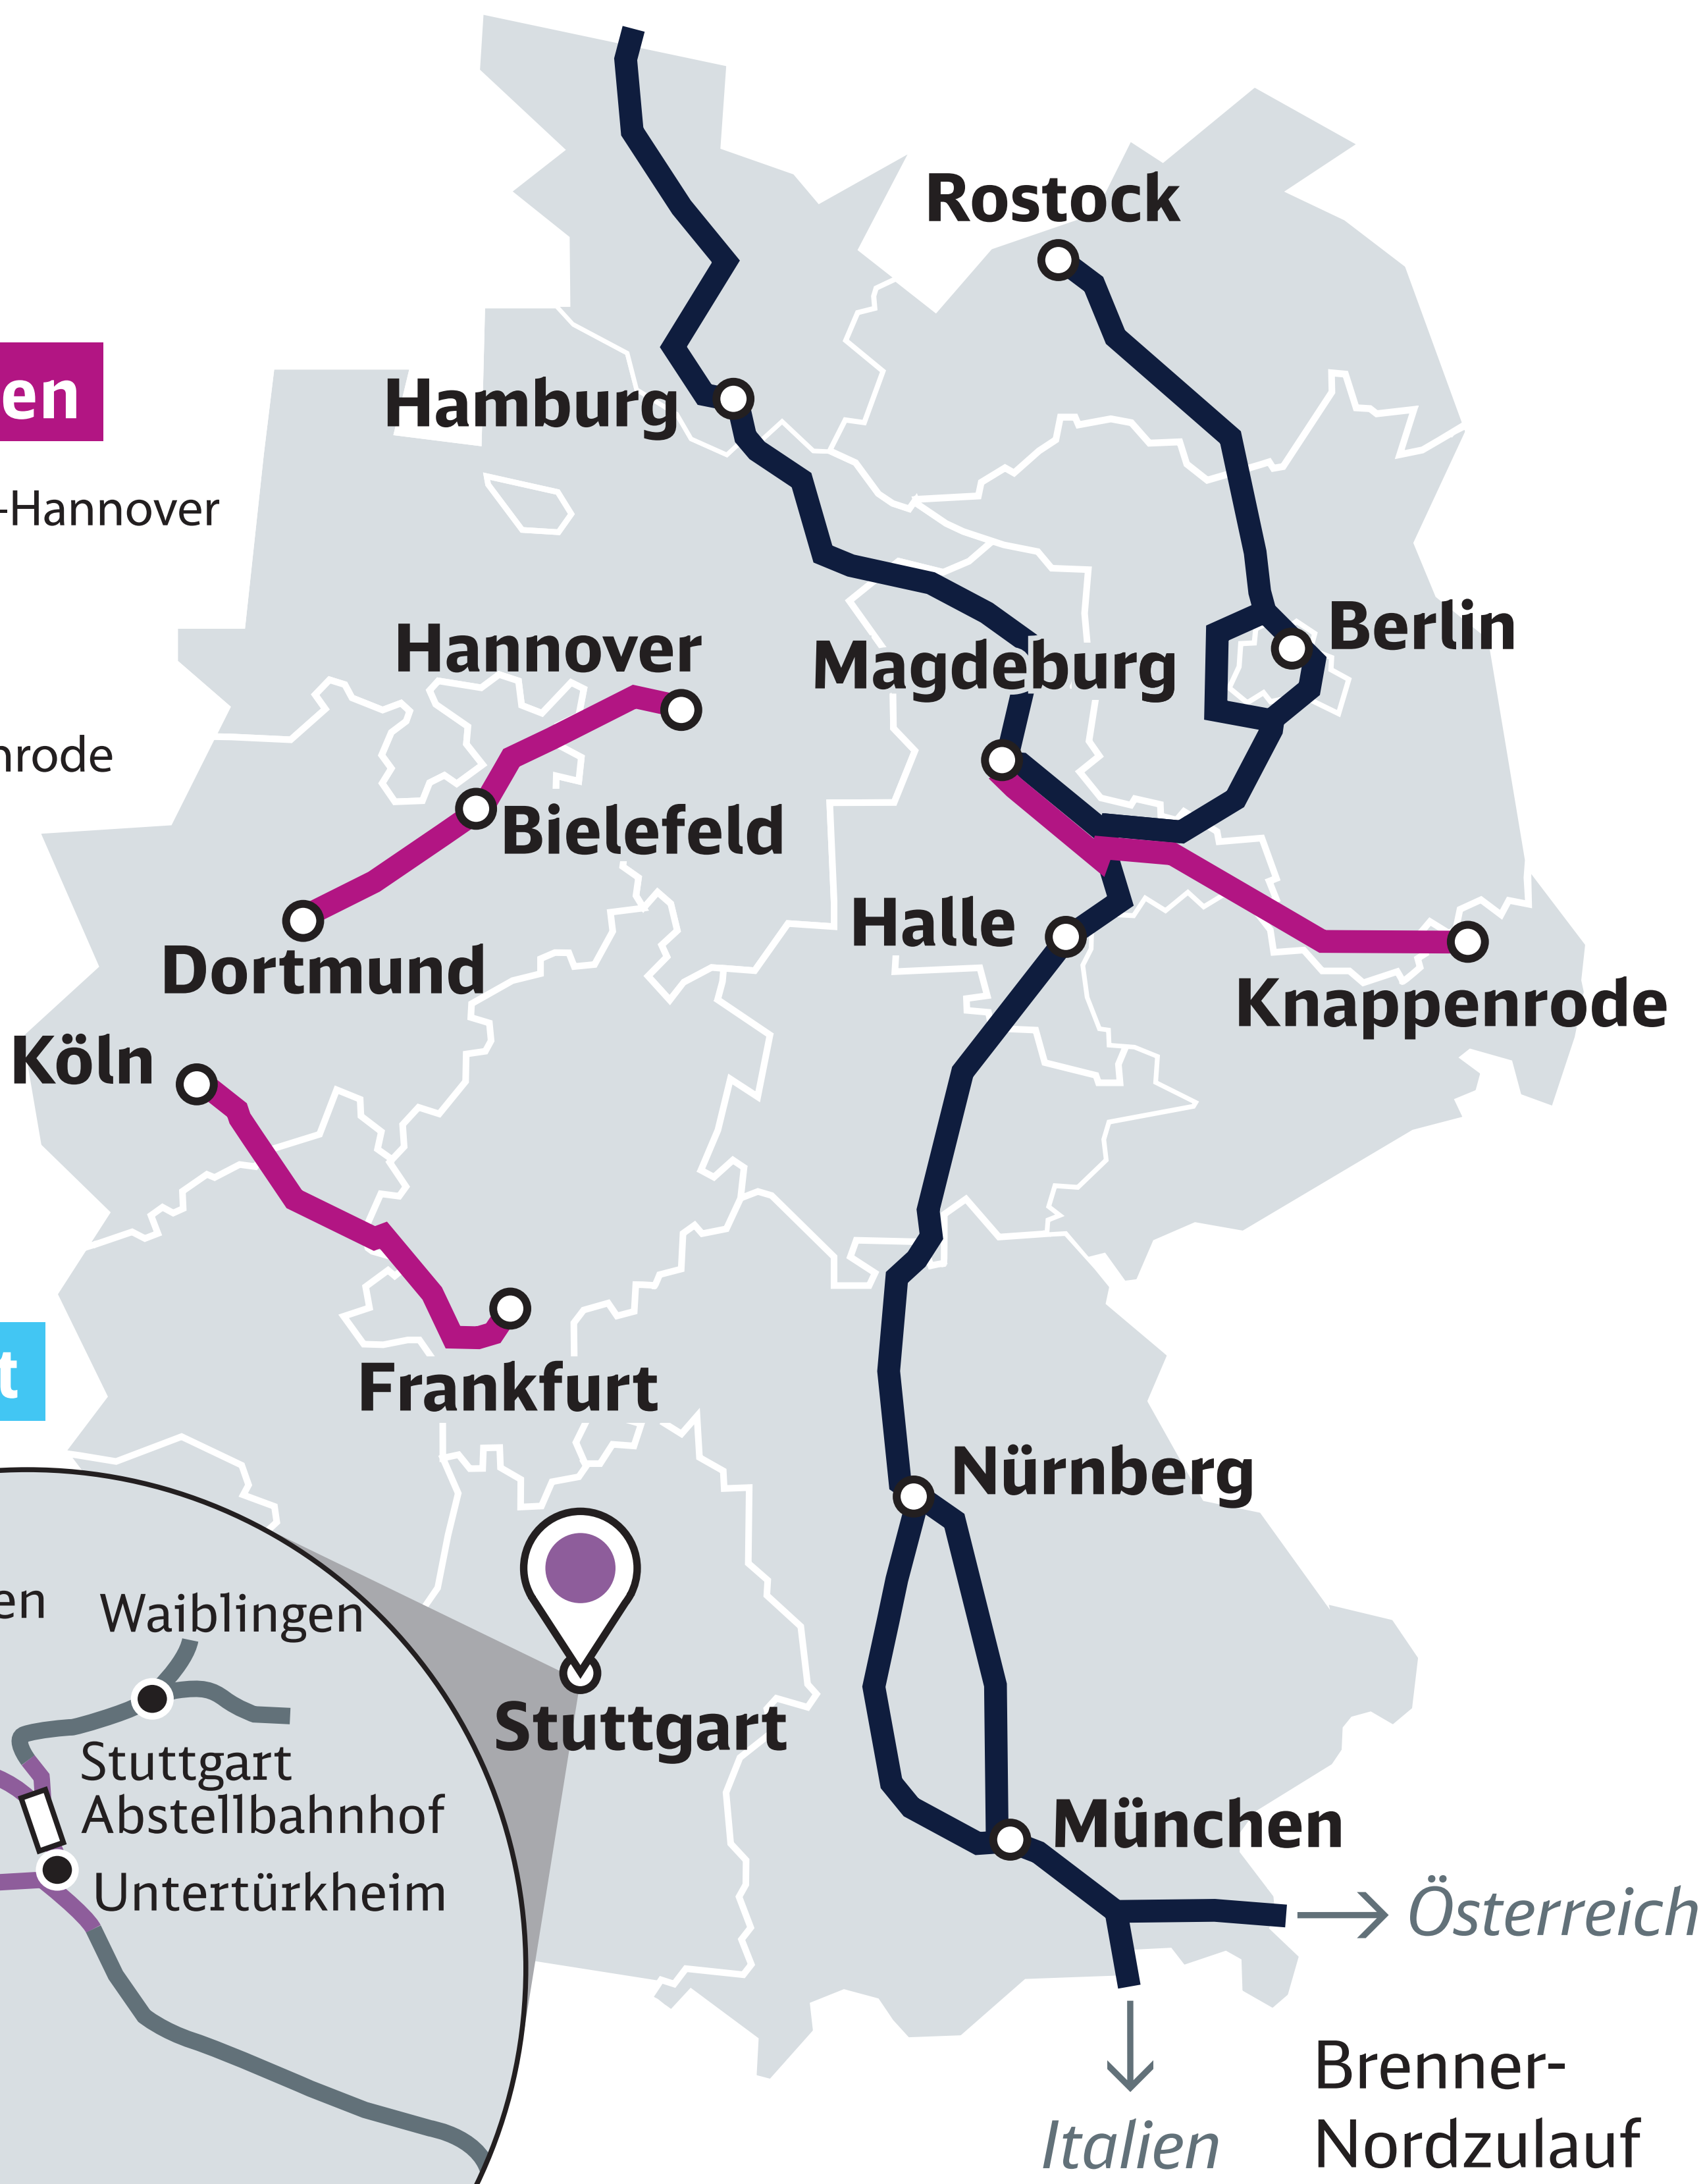 Rostock
en
Hamburg
-Hannover
Berlin
Hannover
Magdeburg
nrode
Bielefeld
Halle
Dortmund
Knappenrode
Köln
t
Frankfurt
Nürnberg
en
Waiblingen
Stuttgart
Stuttgart
Abstellbahnhof
München
Untertürkheim
Österreich
Brenner-
Nordzulauf
Italien